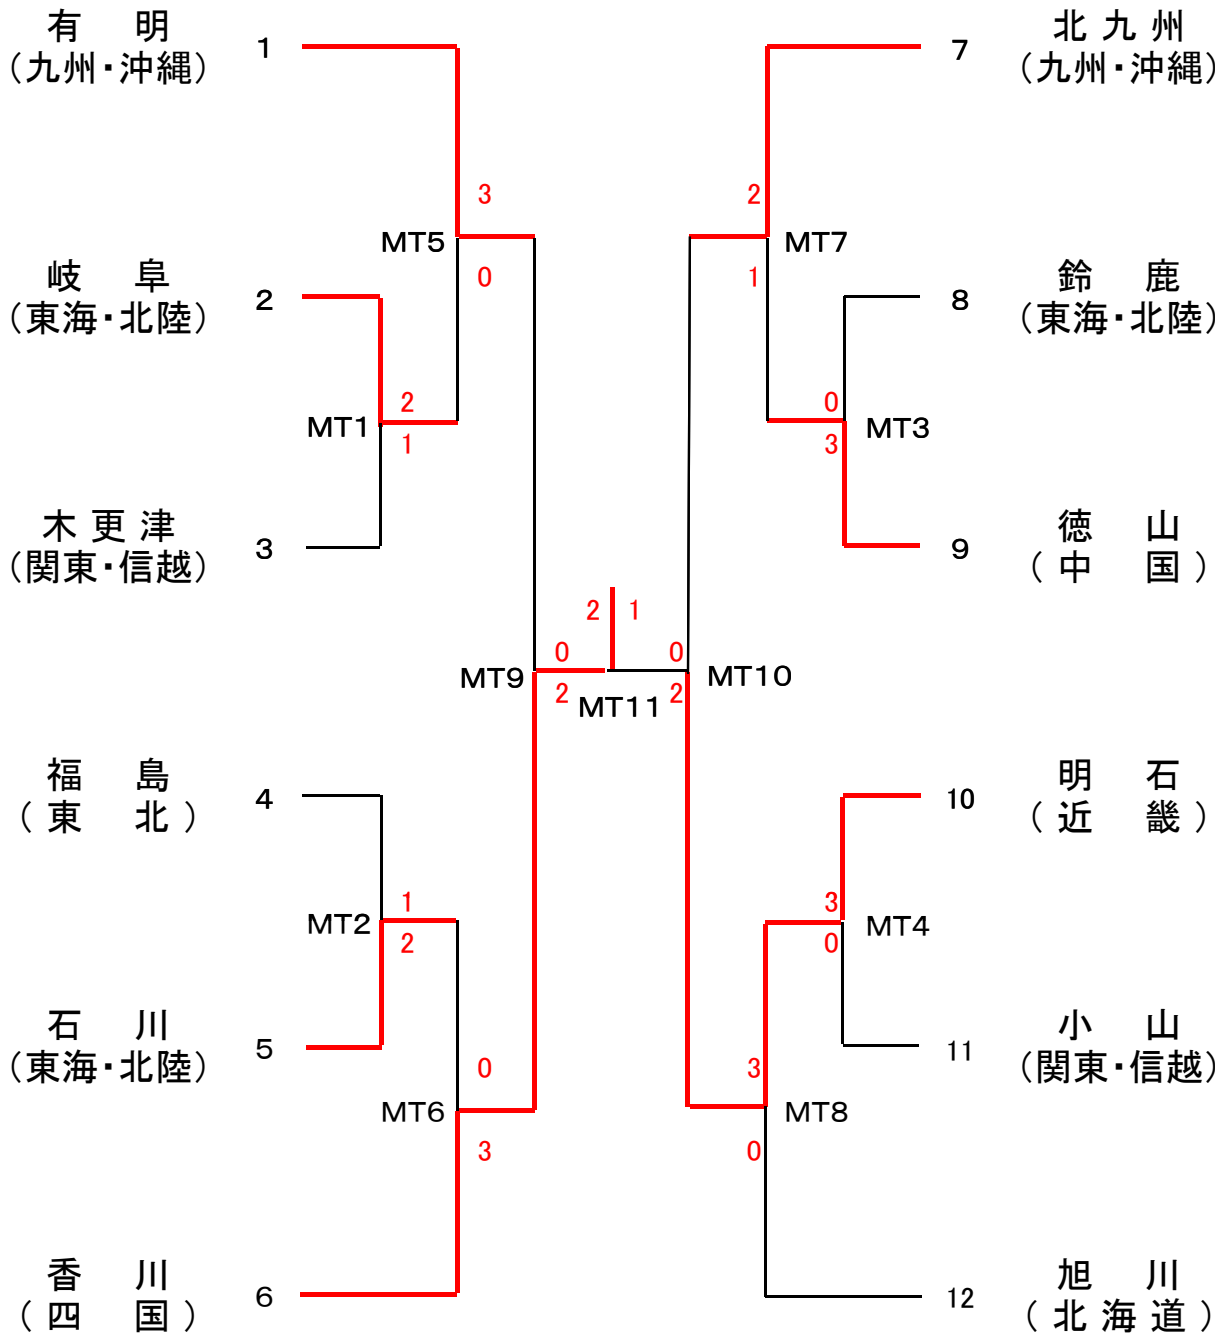 有 明
（九州・沖縄）
1
岐 阜
（東海・北陸）
2
木 更 津
（関東・信越）
3
福 島
（ 東 北 ）
4
石 川
（東海・北陸）
5
香 川
（ 四 国 ）
6
MT5
3
0
MT1
2
1
MT9
0
2
MT2
1
2
MT6
0
3
2
1
MT11
北 九 州
（九州・沖縄）
7
鈴 鹿
（東海・北陸）
8
徳 山
（ 中 国 ）
9
明 石
（ 近 畿 ）
10
小 山
（関東・信越）
11
旭 川
（ 北 海 道 ）
12
2
1
MT7
0
3
MT3
0
2
MT10
3
0
MT4
3
0
MT8